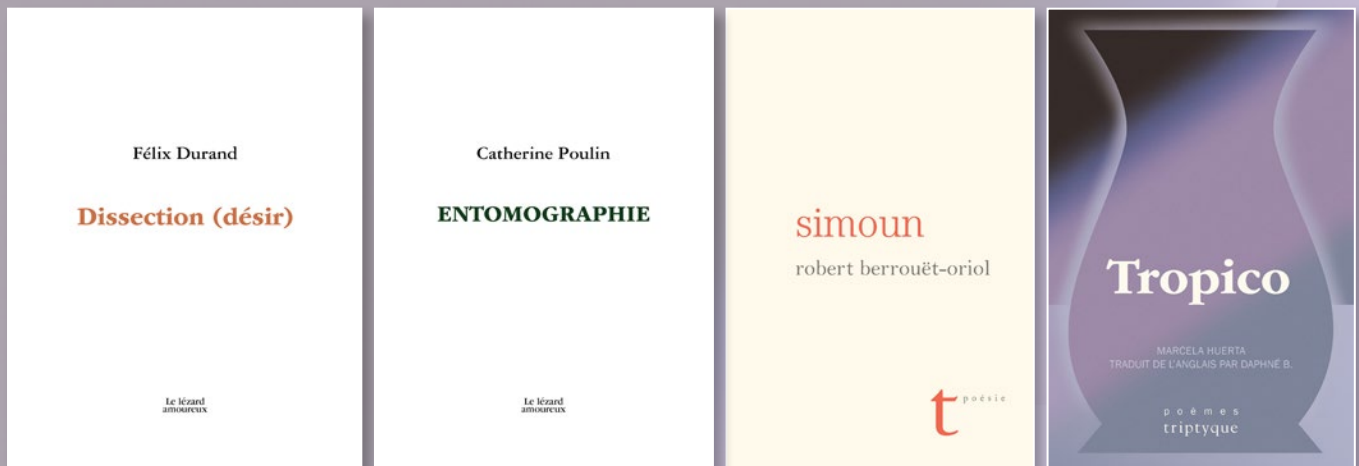 Félix Durand
Dissection (désir)
Le lézard
amoureux
Catherine Poulin
ENTOMOGRAPHIE
Le lézard
amoureux
simoun
robert berrouët-oriol
t poésie
Tropico
MARCELA HUERTA
TRADUIT DE L'ANGLAIS PAR DAPHNÉ B.
poèmes
triptyque